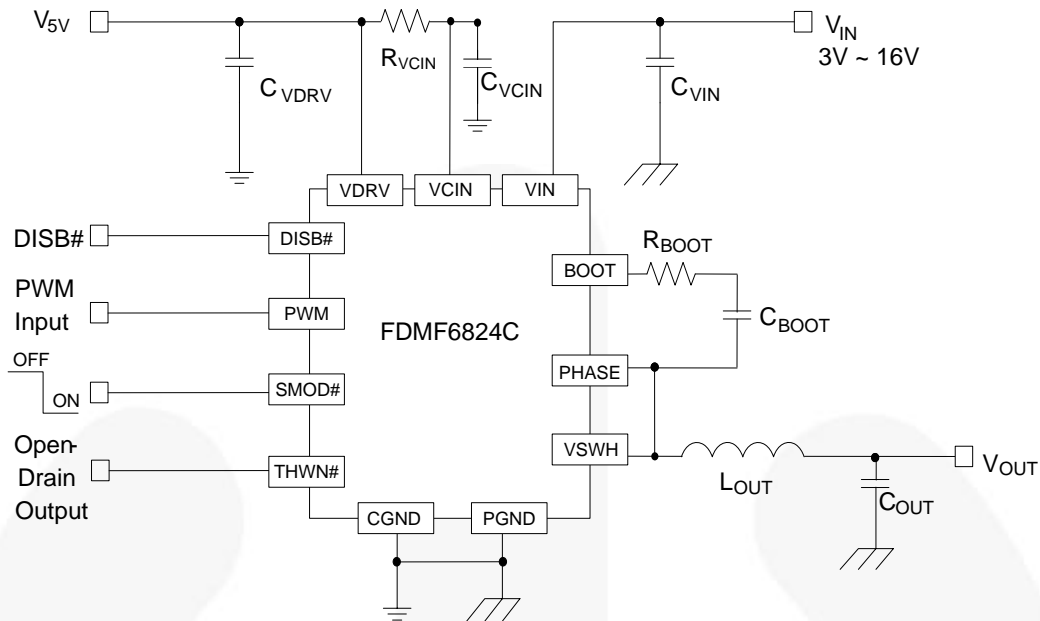 V5V
RVCIN
CVDRV
CVCIN
CVIN
VIN
3V ~ 16V
VDRV
VCIN
VIN
DISB#
DISB#
PWM
Input
PWM
OFF
ON
SMOD#
Open-
Drain
Output
THWN#
FDMF6824C
BOOT
RBOOT
CBOOT
PHASE
VSWH
LOUT
COUT
VOUT
CGND
PGND